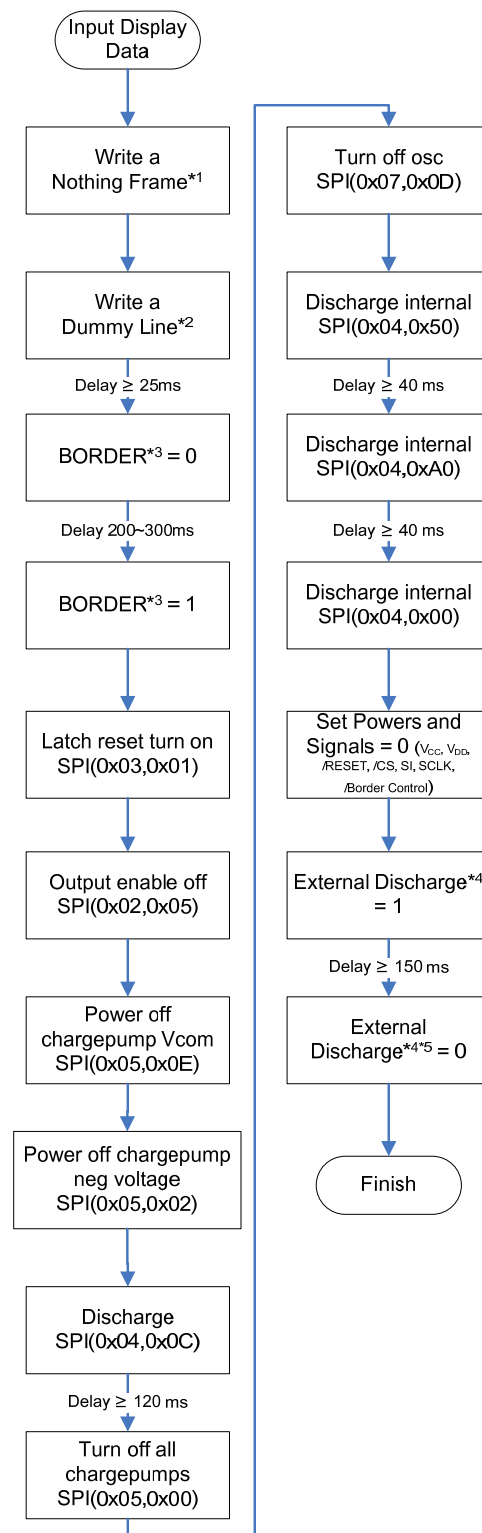 Input Display
Data
Write a
Nothing Frame*1
Write a
Dummy Line*2
Delay ≥ 25ms
BORDER*3 = 0
Delay 200~300ms
BORDER*3 = 1
Latch reset turn on
SPI(0x03,0x01)
Output enable off
SPI(0x02,0x05)
Power off
chargepump Vcom
SPI(0x05,0x0E)
Power off chargepump
neg voltage
SPI(0x05,0x02)
Discharge
SPI(0x04,0x0C)
Delay ≥ 120 ms
Turn off all
chargepumps
SPI(0x05,0x00)
Turn off osc
SPI(0x07,0x0D)
Discharge internal
SPI(0x04,0x50)
Delay ≥ 40 ms
Discharge internal
SPI(0x04,0xA0)
Delay ≥ 40 ms
Discharge internal
SPI(0x04,0x00)
Set Powers and
Signals = 0 (VCC, VDD,
/RESET, /CS, SI, SCLK,
/Border Control)
External Discharge*4
= 1
Delay ≥ 150 ms
External
Discharge*4*5 = 0
Finish